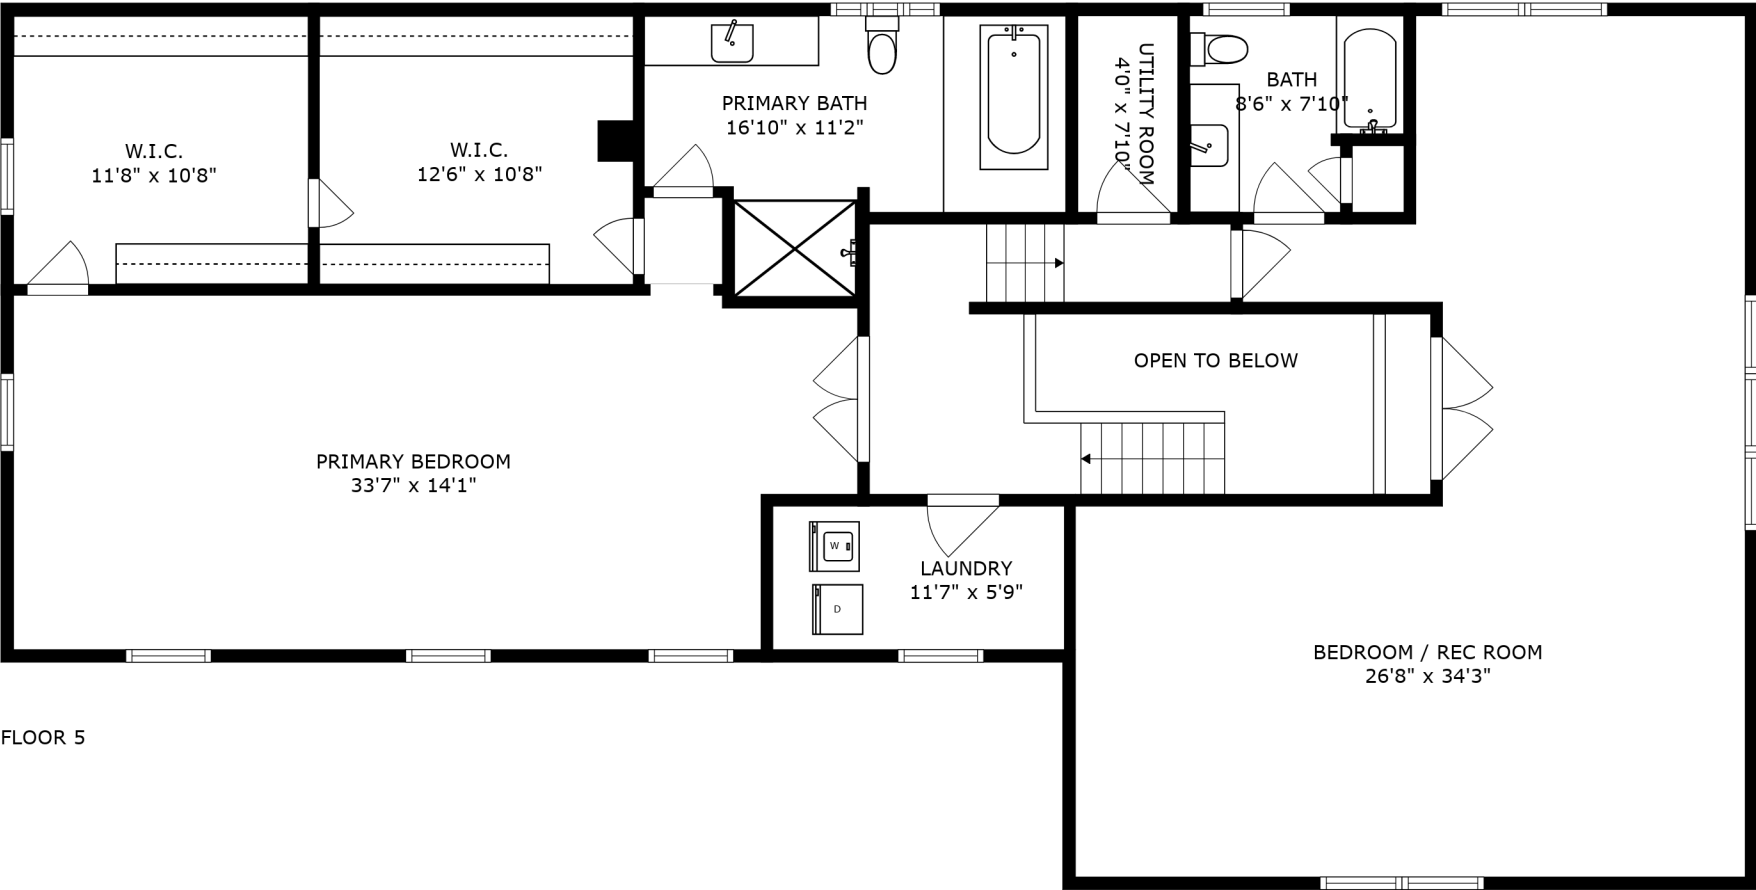 PRIMARY BATH
16'10" x 11'2"
UTILITY ROOM
4'0" x 7'10"
BATH
8'6" x 7'10"
W.I.C.
11'8" x 10'8"
W.I.C.
12'6" x 10'8"
OPEN TO BELOW
PRIMARY BEDROOM
33'7" x 14'1"
W
D
LAUNDRY
11'7" x 5'9"
BEDROOM / REC ROOM
26'8" x 34'3"
FLOOR 5